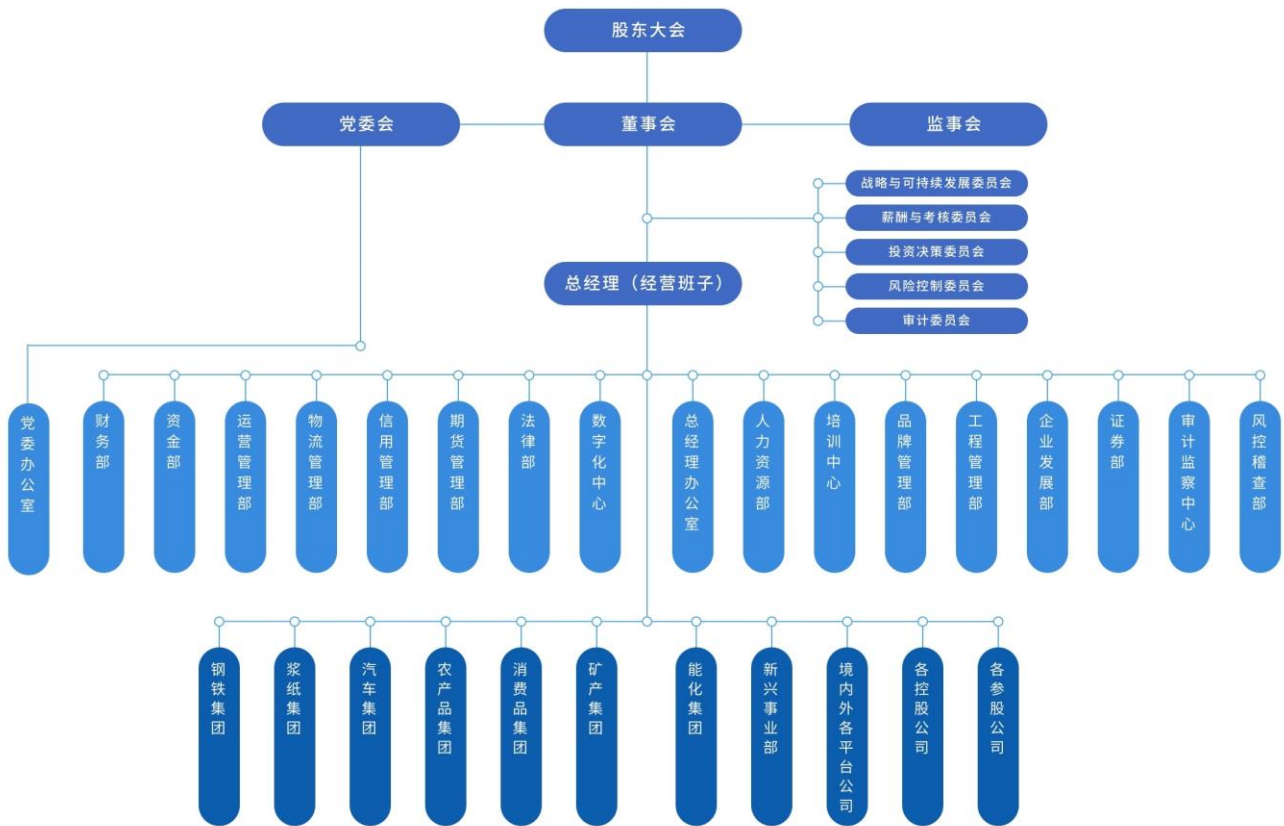 股东大会
党委会
董事会
监事会
战略与可持续发展委员会
薪酬与考核委员会
投资决策委员会
风险控制委员会
审计委员会
总经理（经营班子）
党委办公室
财务部
资金部
运营管理部
物流管理部
信用管理部
期货管理部
法律部
数字化中心
总经理办公室
人力资源部
培训中心
品牌管理部
工程管理部
企业发展部
证券部
审计监察中心
风控稽查部
钢铁集团
浆纸集团
汽车集团
农产品集团
消费品集团
矿产集团
能化集团
新兴事业部
境内外各平台公司
各控股公司
各参股公司